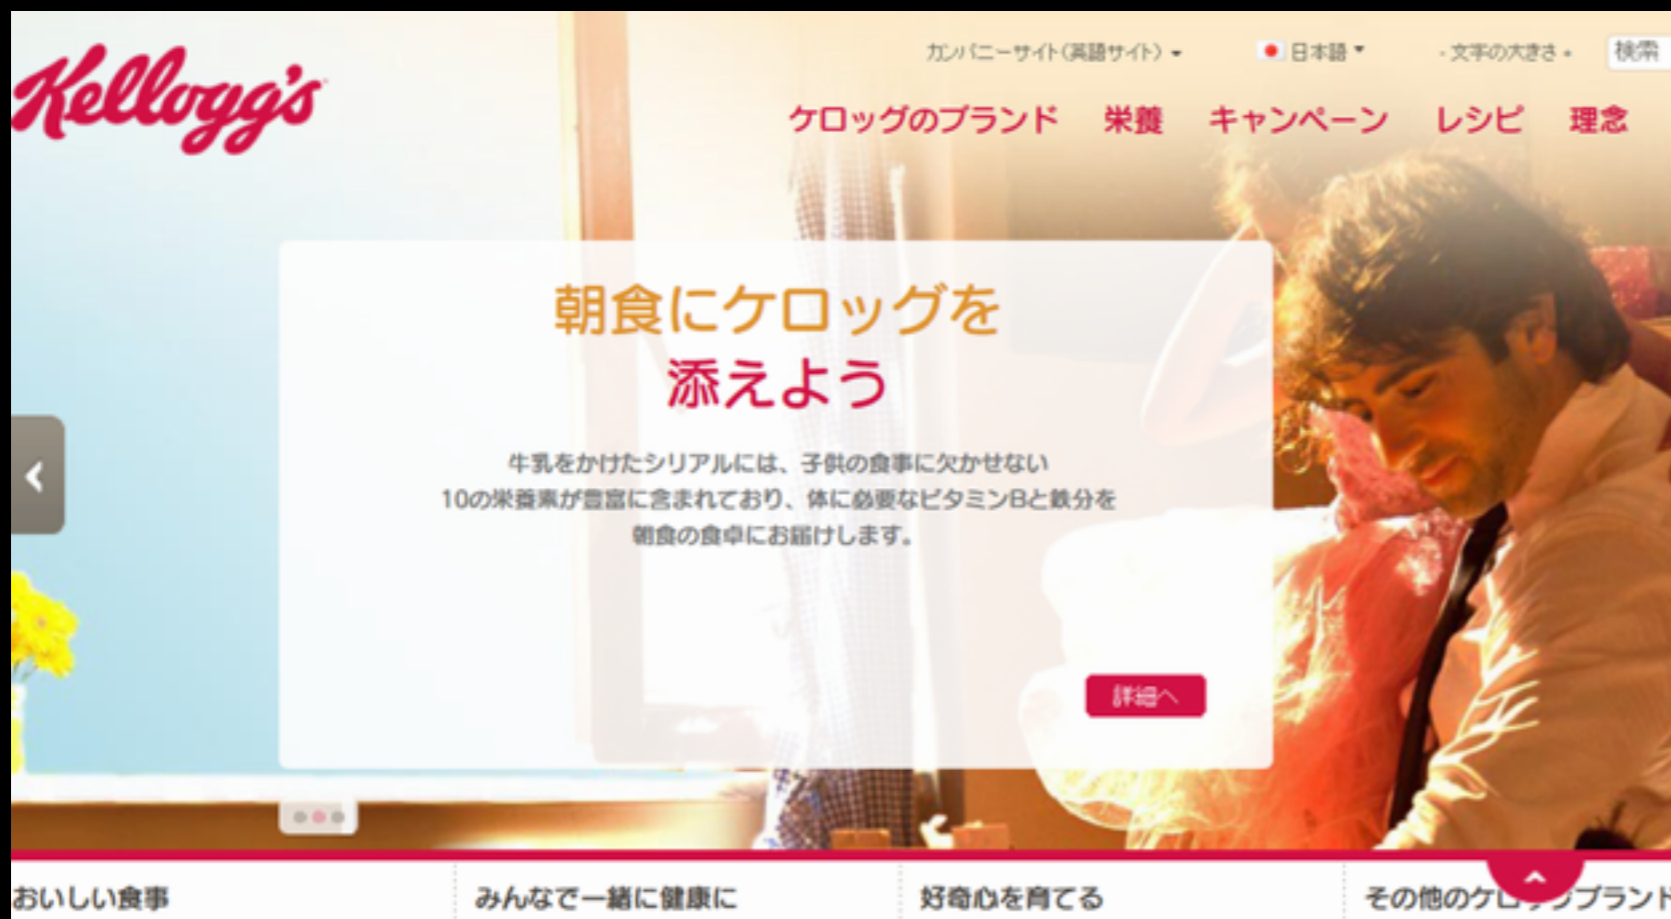 Kellogg's
カンパニーサイト(英語サイト)
日本語
- 文字の大きさ +
検索
ケロッグのブランド 栄養 キャンペーン レシピ 理念
朝食にケロッグを
添えよう
牛乳をかけたシリアルには、子供の食事に欠かせない
10の栄養素が豊富に含まれており、体に必要なビタミンBと鉄分を
朝食の食卓にお届けします。
詳細へ
おいしい食事
みんなで一緒に健康に
好奇心を育てる
その他のケロッグブランド